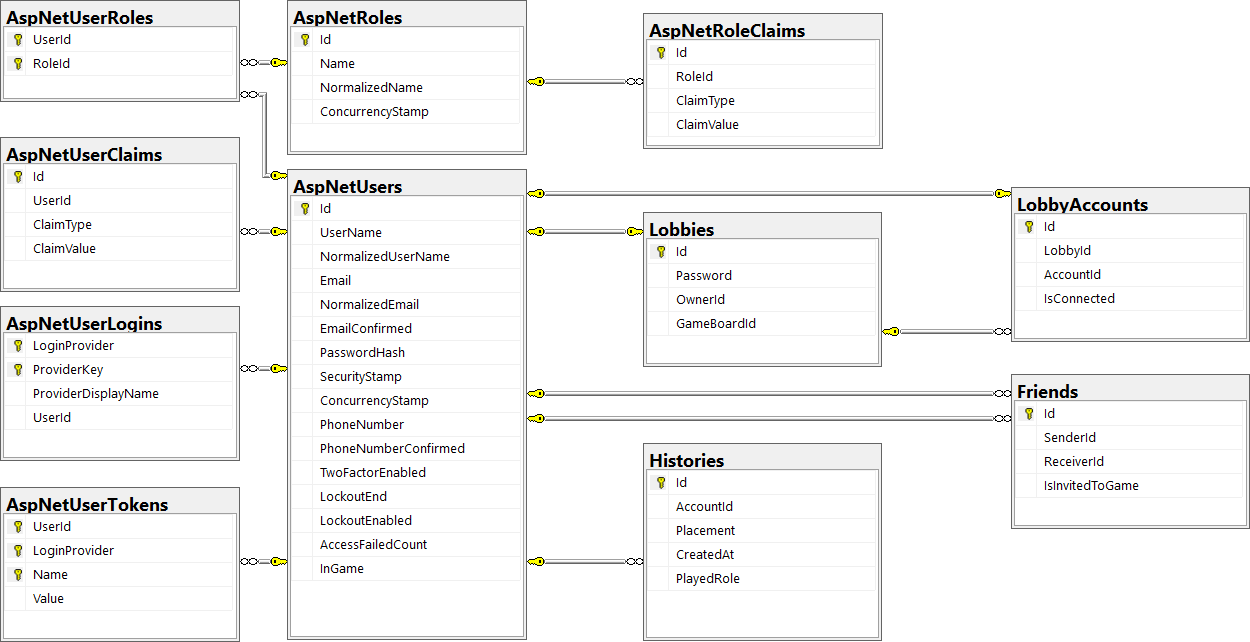 AspNetUserRoles
UserId
RoleId
AspNetRoles
Id
Name
NormalizedName
ConcurrencyStamp
AspNetRoleClaims
Id
RoleId
ClaimType
ClaimValue
AspNetUserClaims
Id
UserId
ClaimType
ClaimValue
AspNetUsers
Id
UserName
NormalizedUserName
Email
NormalizedEmail
EmailConfirmed
PasswordHash
SecurityStamp
ConcurrencyStamp
PhoneNumber
PhoneNumberConfirmed
TwoFactorEnabled
LockoutEnd
LockoutEnabled
AccessFailedCount
InGame
Lobbies
Id
Password
OwnerId
GameBoardId
LobbyAccounts
Id
LobbyId
AccountId
IsConnected
AspNetUserLogins
LoginProvider
ProviderKey
ProviderDisplayName
UserId
Friends
Id
SenderId
ReceiverId
IsInvitedToGame
Histories
Id
AccountId
Placement
CreatedAt
PlayedRole
AspNetUserTokens
UserId
LoginProvider
Name
Value